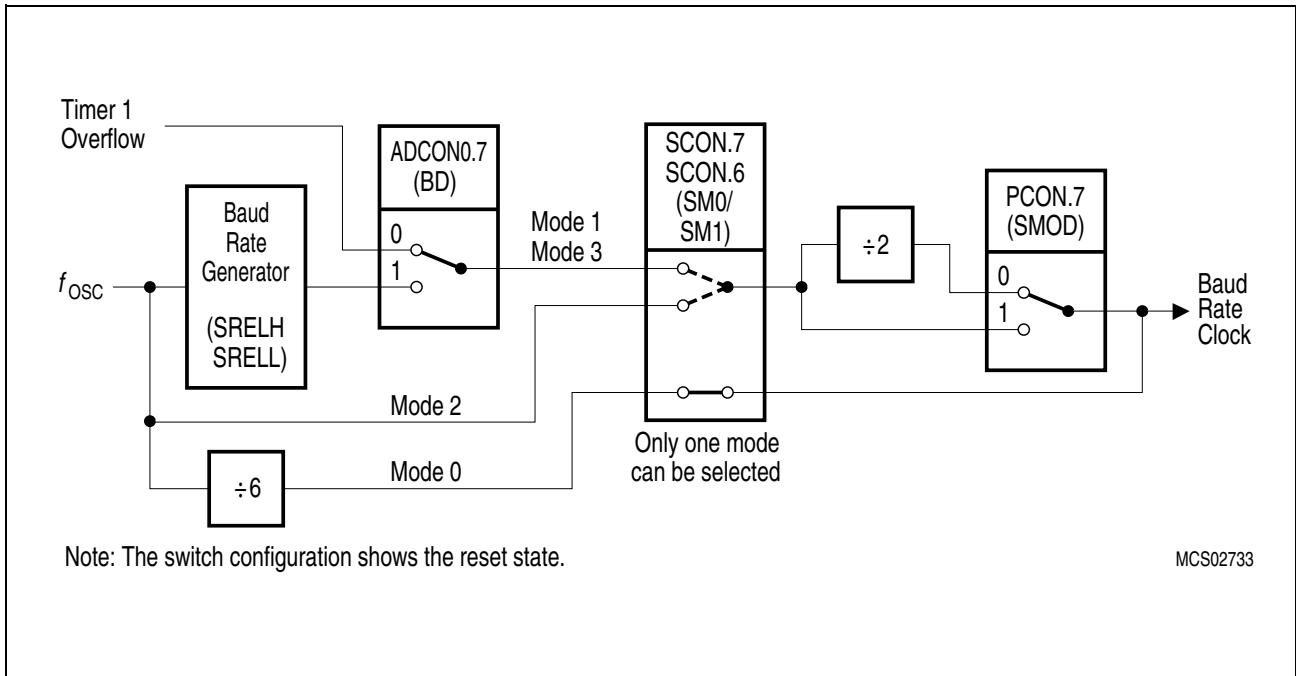 Timer 1
Overflow
ADCON0.7
(BD)
0
1
Baud
Rate
Generator
(SRELH
SRELL)
f OSC
Mode 1
Mode 3
SCON.7
SCON.6
(SM0/
SM1)
÷2
PCON.7
(SMOD)
0
1
Baud
Rate
Clock
Mode 2
Only one mode
can be selected
÷6
Mode 0
Note: The switch configuration shows the reset state.
MCS02733